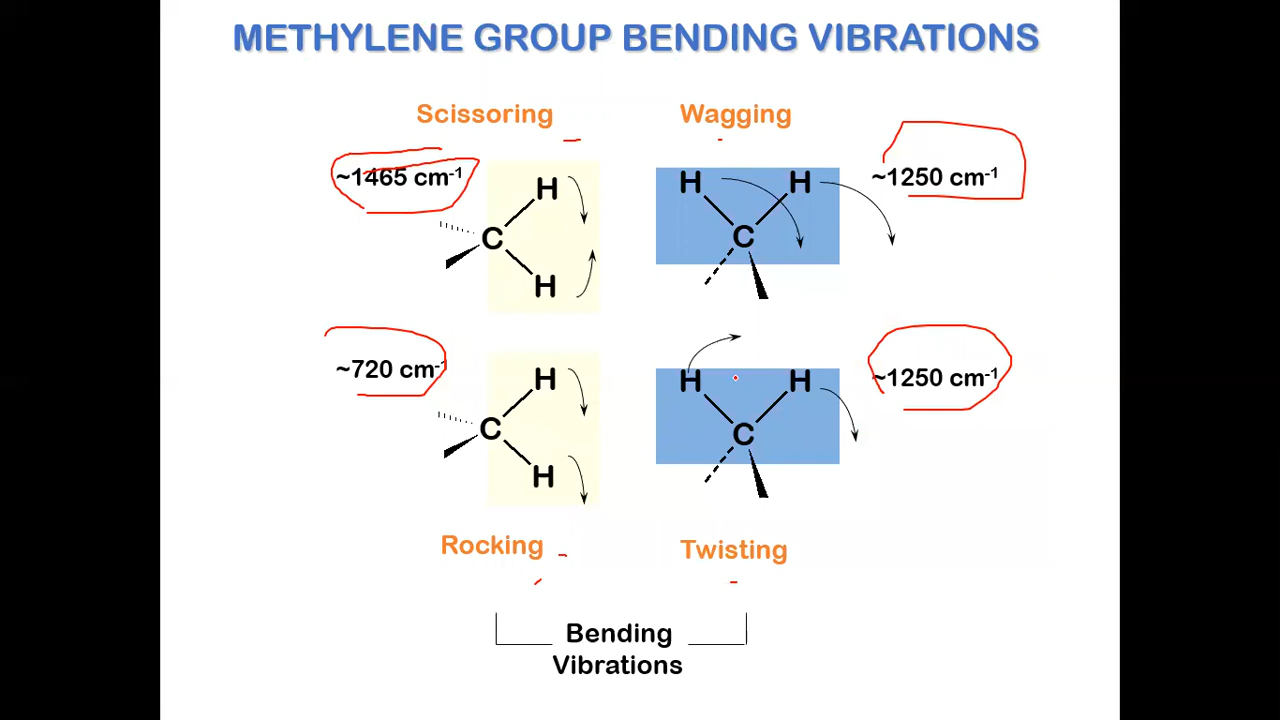 METHYLENE GROUP BENDING VIBRATIONS
Scissoring
Wagging
~1465 cm-1
H
C
H
H H
C
~1250 cm-1
~720 cm-1
H
C
H
H H
C
~1250 cm-1
Rocking
Twisting
Bending
Vibrations